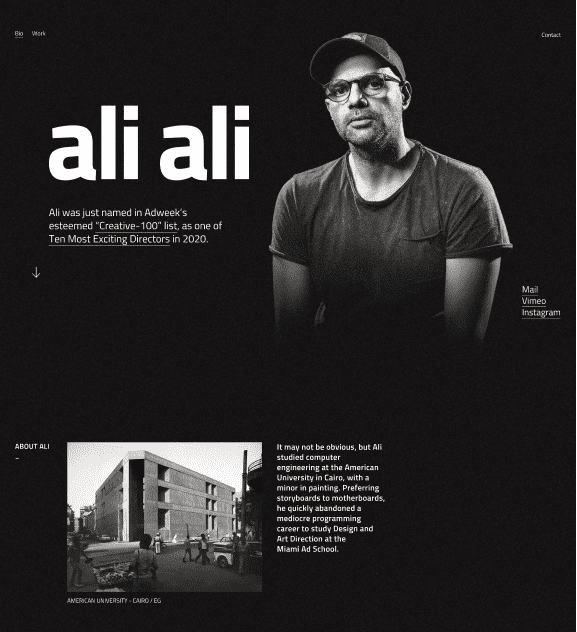 Bio Work
Contact
ali ali
Ali was just named in Adweek's
esteemed "Creative-100" list, as one of
Ten Most Exciting Directors in 2020.
Mail
Vimeo
Instagram
ABOUT ALI
It may not be obvious, but Ali
studied computer
engineering at the American
University in Cairo, with a
minor in painting. Preferring
storyboards to motherboards,
he quickly abandoned a
mediocre programming
career to study Design and
Art Direction at the
Miami Ad School.
AMERICAN UNIVERSITY - CAIRO / EG